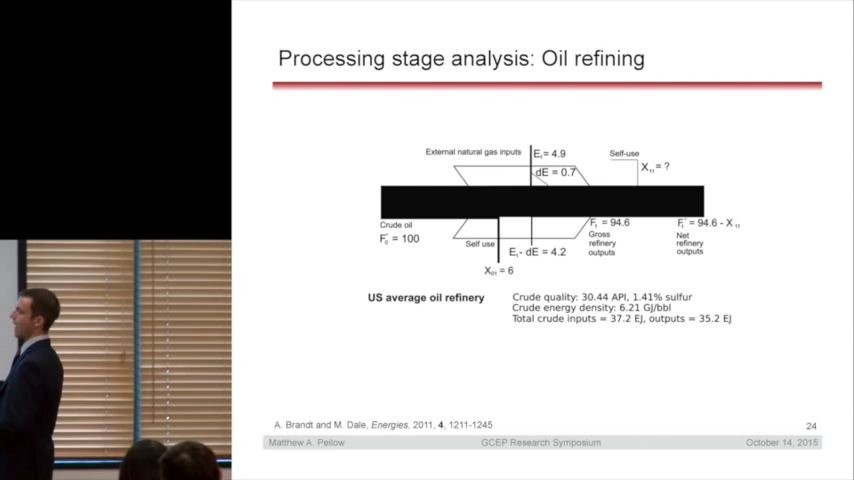 Processing stage analysis: Oil refining
External natural gas inputs
E₁= 4.9
Self-use
dE = 0.7
X₁₁ = ?
Crude oil
F₀* = 100
Self use
X₀₁ = 6
E₁- dE = 4.2
F₁ = 94.6
Gross
refinery
outputs
F₁* = 94.6 - X₁₁
Net
refinery
outputs
US average oil refinery
Crude quality: 30.44 API, 1.41% sulfur
Crude energy density: 6.21 GJ/bbl
Total crude inputs = 37.2 EJ, outputs = 35.2 EJ
A. Brandt and M. Dale, Energies, 2011, 4, 1211-1245
24
Matthew A. Pellow
GCEP Research Symposium
October 14, 2015